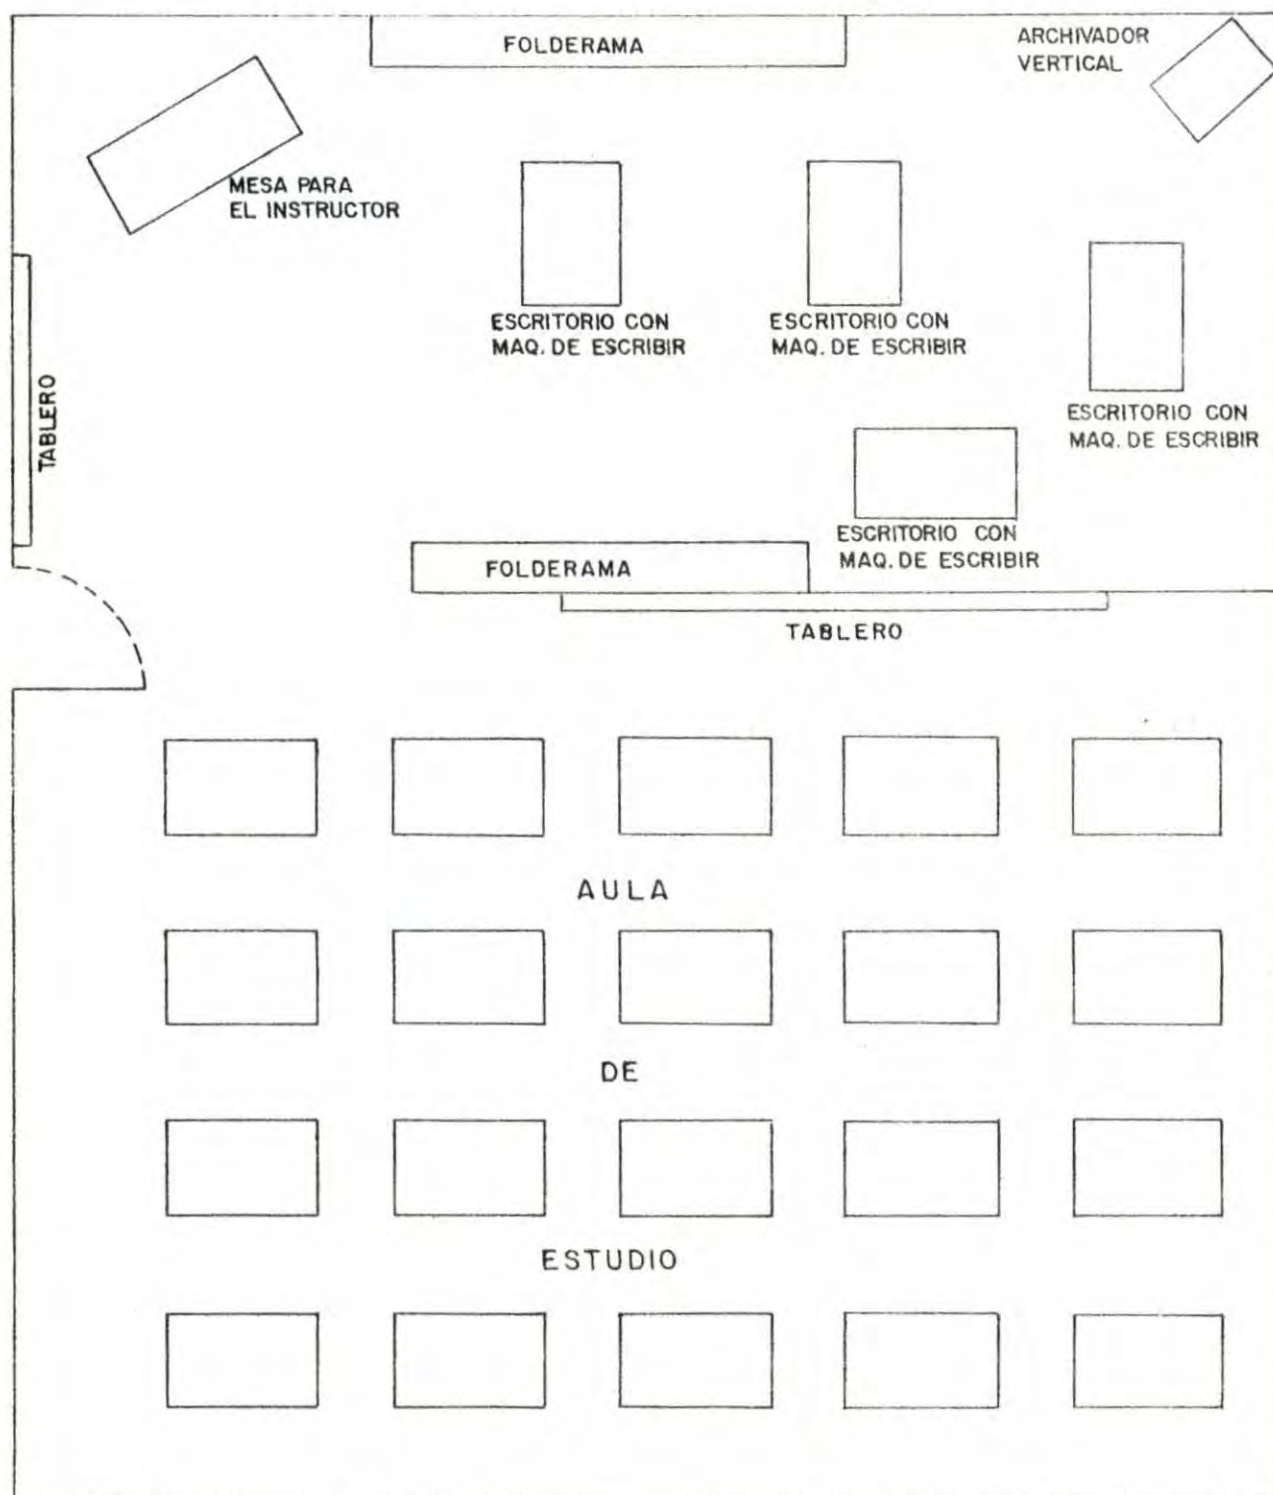 FOLDERAMA
ARCHIVADOR
VERTICAL
MESA PARA
EL INSTRUCTOR
ESCRITORIO CON
MAQ. DE ESCRIBIR
ESCRITORIO CON
MAQ. DE ESCRIBIR
TABLERO
ESCRITORIO CON
MAQ. DE ESCRIBIR
ESCRITORIO CON
MAQ. DE ESCRIBIR
FOLDERAMA
TABLERO
AULA
DE
ESTUDIO